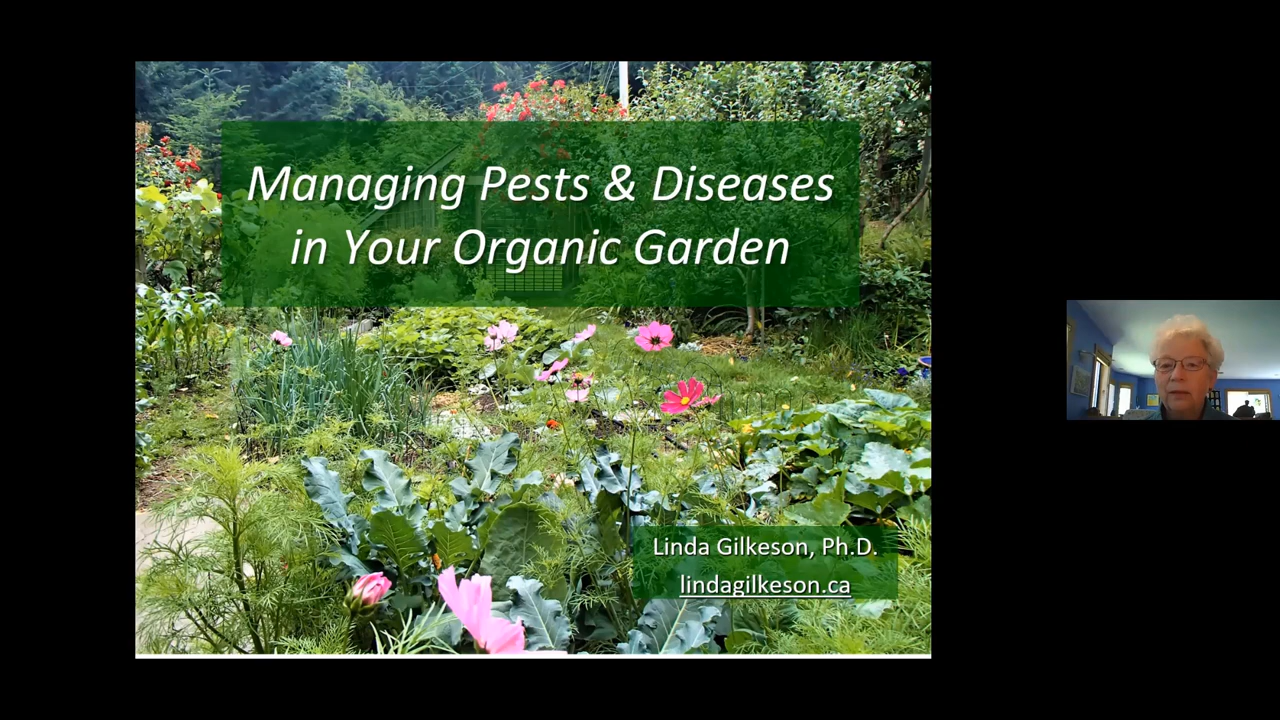 Managing Pests & Diseases
in Your Organic Garden
Linda Gilkeson, Ph.D.
lindagilkeson.ca